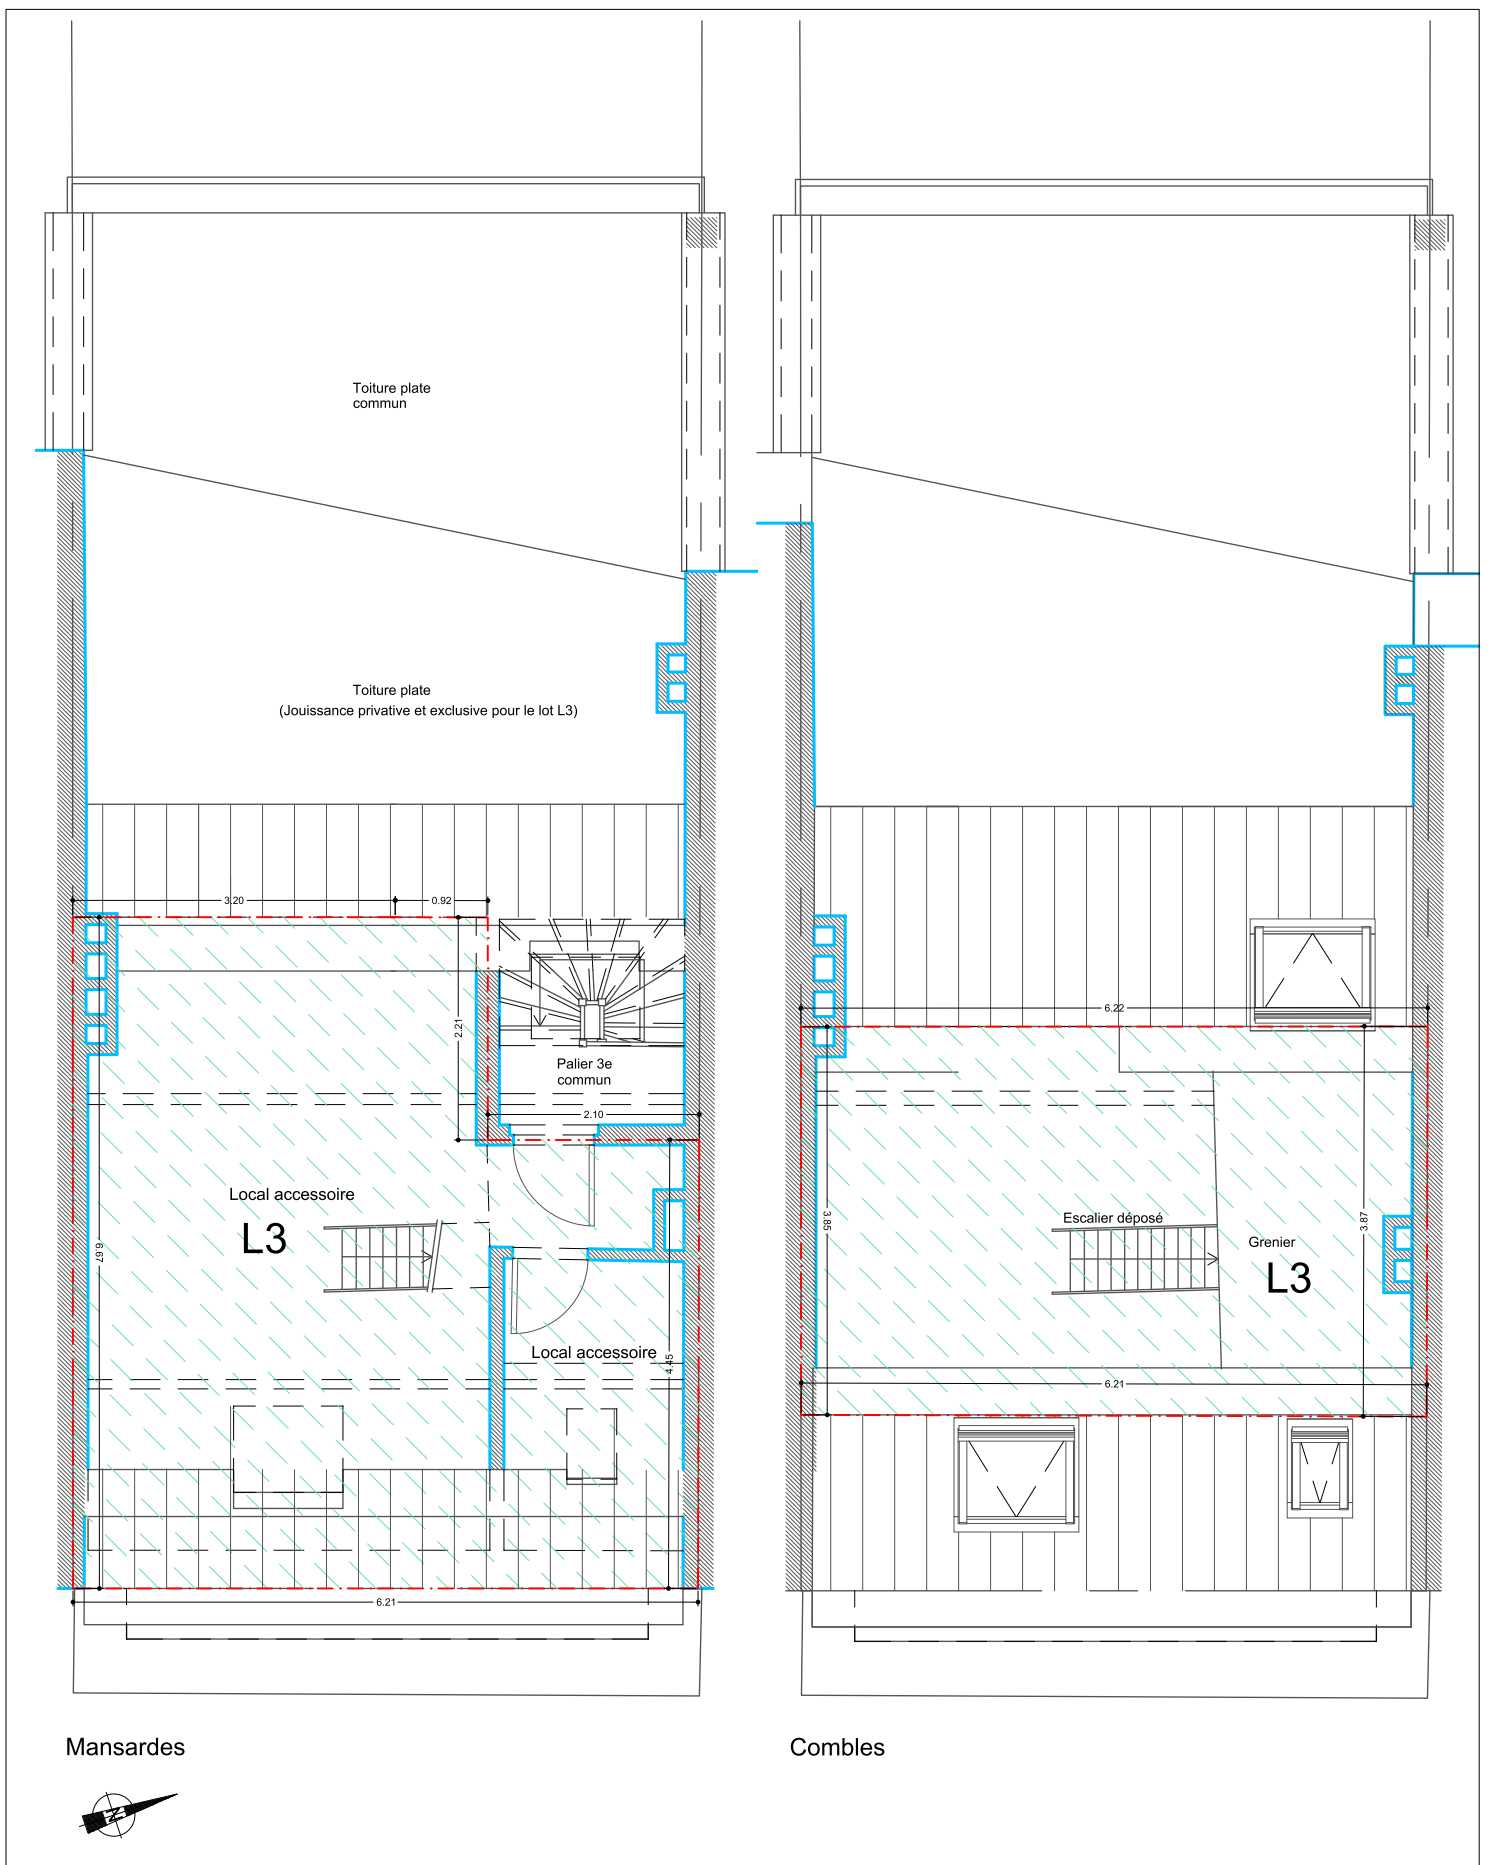 Toiture plate
commun
Toiture plate
(Jouissance privative et exclusive pour le lot L3)
3.20
0.92
2.21
Palier 3e
commun
2.10
Local accessoire
L3
6.67
Local accessoire
4.45
6.21
Mansardes
N
6.22
3.85
Escalier déposé
3.87
Grenier
L3
6.21
Combles